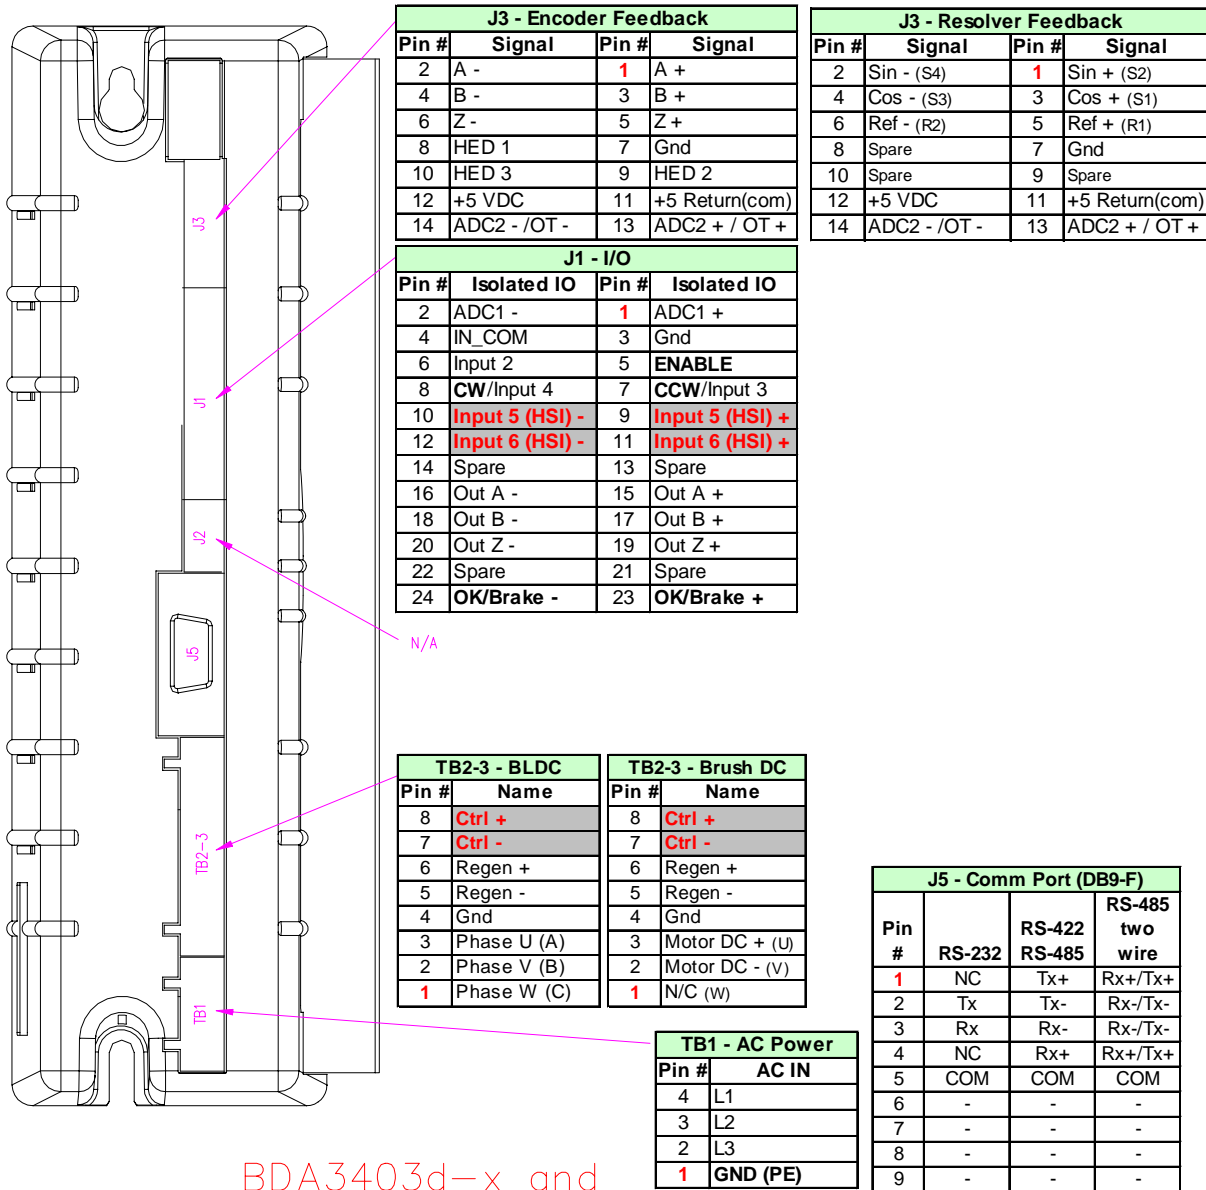 J3 - Encoder Feedback
Pin # Signal Pin # Signal
2 A - 1 A +
4 B - 3 B +
6 Z - 5 Z +
8 HED 1 7 Gnd
10 HED 3 9 HED 2
12 +5 VDC 11 +5 Return(com)
14 ADC2 - /OT - 13 ADC2 + / OT +
J3 - Resolver Feedback
Pin # Signal Pin # Signal
2 Sin - (S4) 1 Sin + (S2)
4 Cos - (S3) 3 Cos + (S1)
6 Ref - (R2) 5 Ref + (R1)
8 Spare 7 Gnd
10 Spare 9 Spare
12 +5 VDC 11 +5 Return(com)
14 ADC2 - /OT - 13 ADC2 + / OT +
J1 - I/O
Pin # Isolated IO Pin # Isolated IO
2 ADC1 - 1 ADC1 +
4 IN_COM 3 Gnd
6 Input 2 5 ENABLE
8 CW/Input 4 7 CCW/Input 3
10 Input 5 (HSI) - 9 Input 5 (HSI) +
12 Input 6 (HSI) - 11 Input 6 (HSI) +
14 Spare 13 Spare
16 Out A - 15 Out A +
18 Out B - 17 Out B +
20 Out Z - 19 Out Z +
22 Spare 21 Spare
24 OK/Brake - 23 OK/Brake +
J3
J1
J2
N/A
J5
TB2-3
TB1
TB2-3 - BLDC
Pin # Name
8 Ctrl +
7 Ctrl -
6 Regen +
5 Regen -
4 Gnd
3 Phase U (A)
2 Phase V (B)
1 Phase W (C)
TB2-3 - Brush DC
Pin # Name
8 Ctrl +
7 Ctrl -
6 Regen +
5 Regen -
4 Gnd
3 Motor DC + (U)
2 Motor DC - (V)
1 N/C (W)
J5 - Comm Port (DB9-F)
Pin # RS-232 RS-422 RS-485 RS-485 two wire
1 NC Tx+ Rx+/Tx+
2 Tx Tx- Rx-/Tx-
3 Rx Rx- Rx-/Tx-
4 NC Rx+ Rx+/Tx+
5 COM COM COM
6 - - -
7 - - -
8 - - -
9 - - -
TB1 - AC Power
Pin # AC IN
4 L1
3 L2
2 L3
1 GND (PE)
BDA3403d-x and